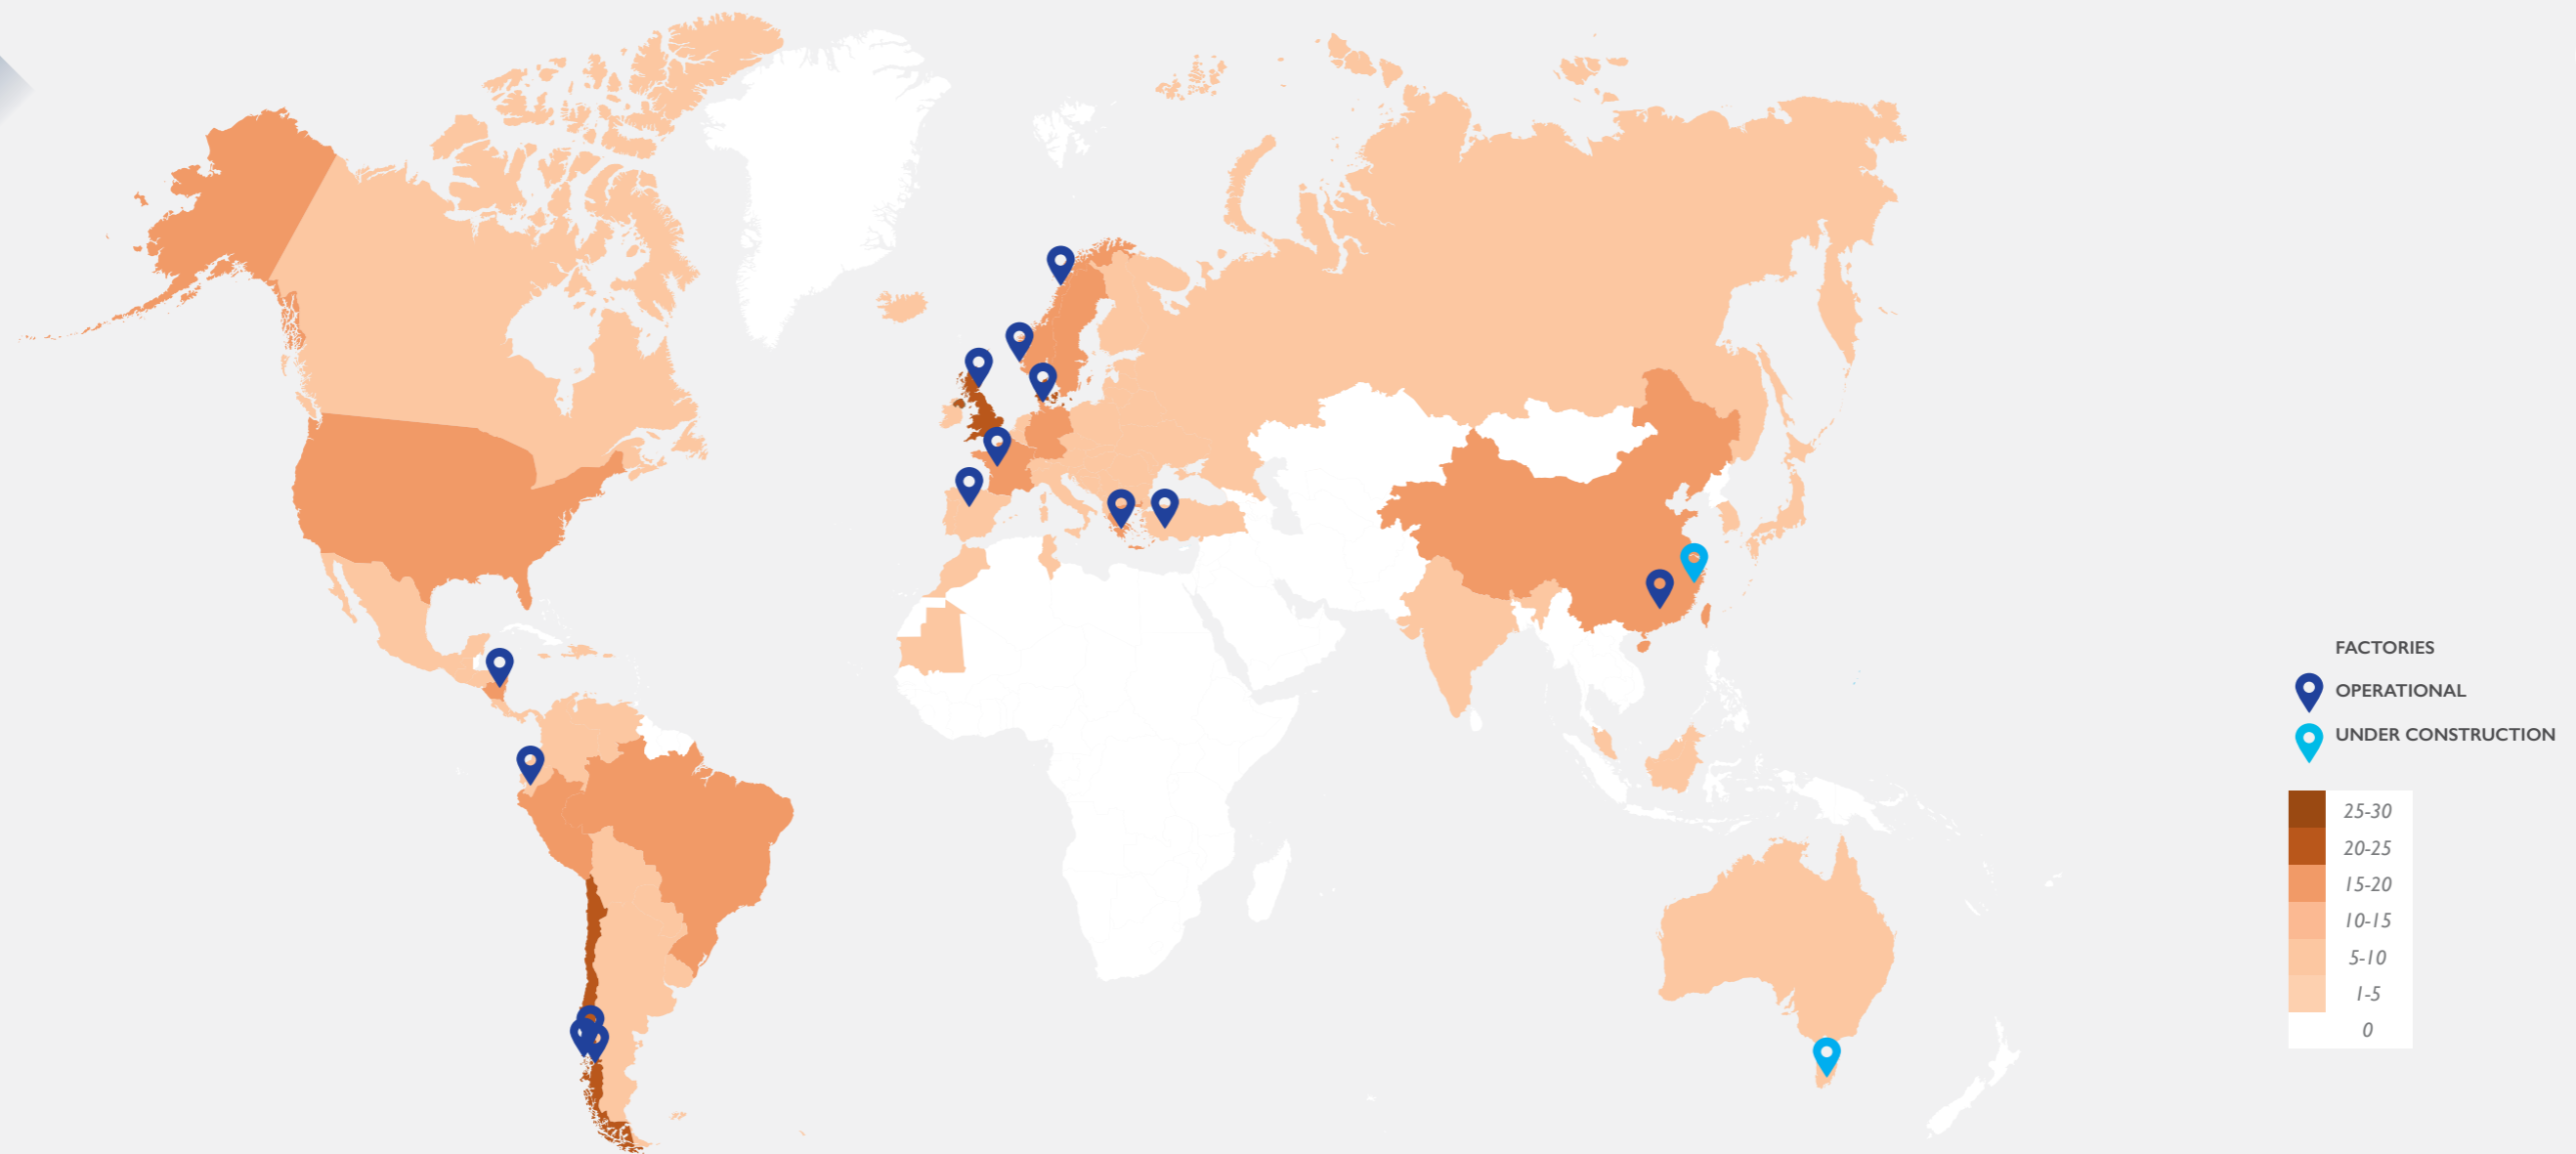 FACTORIES
OPERATIONAL
UNDER CONSTRUCTION
25-30
20-25
15-20
10-15
5-10
1-5
0